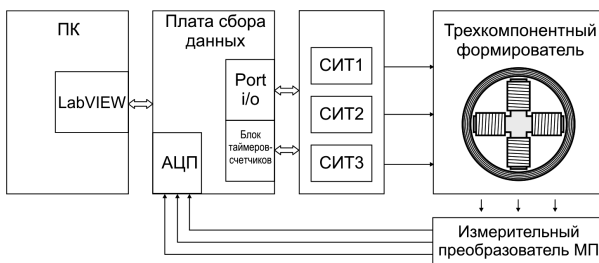 ПК
LabVIEW
Плата сбора
данных
Port
i/o
Блок
таймеров-
счетчиков
АЦП
СИТ1
СИТ2
СИТ3
Трехкомпонентный
формирователь
Измерительный
преобразователь МП